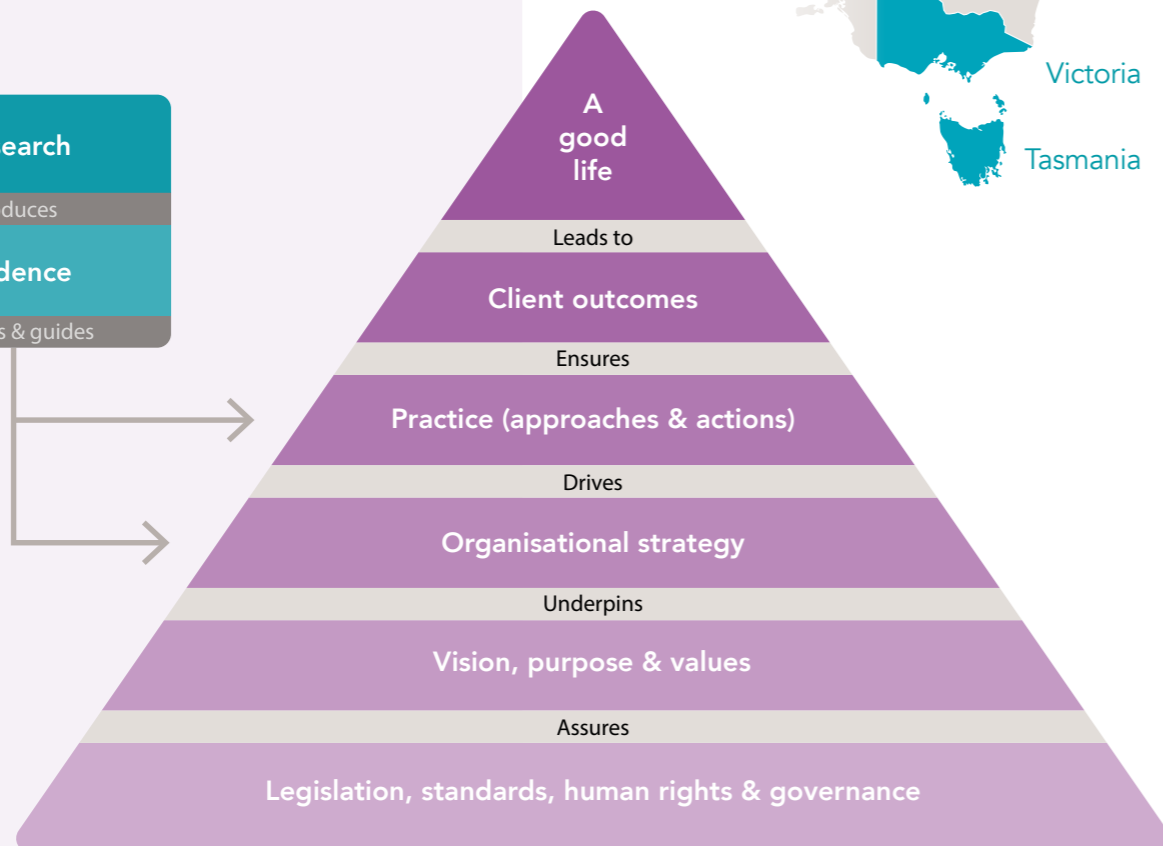 search
duces
dence
s & guides
A
good
life
Leads to
Client outcomes
Ensures
Practice (approaches & actions)
Drives
Organisational strategy
Underpins
Vision, purpose & values
Assures
Legislation, standards, human rights & governance
Victoria
Tasmania